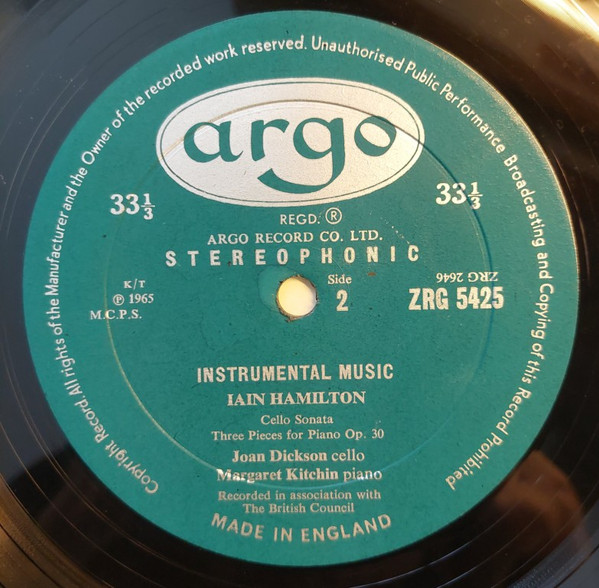 Copyright Record. All rights of the Manufacturer and the Owner of the recorded work reserved. Unauthorised Public Performance Broadcasting and Copying of this Record Prohibited
argo
33⅓
33⅓
REGD. ®
ARGO RECORD CO. LTD.
STEREOPHONIC
K/T
℗ 1965
M.C.P.S.
Side
2
ZRG 2646
ZRG 5425
INSTRUMENTAL MUSIC
IAIN HAMILTON
Cello Sonata
Three Pieces for Piano Op. 30
Joan Dickson cello
Margaret Kitchin piano
Recorded in association with
The British Council
MADE IN ENGLAND